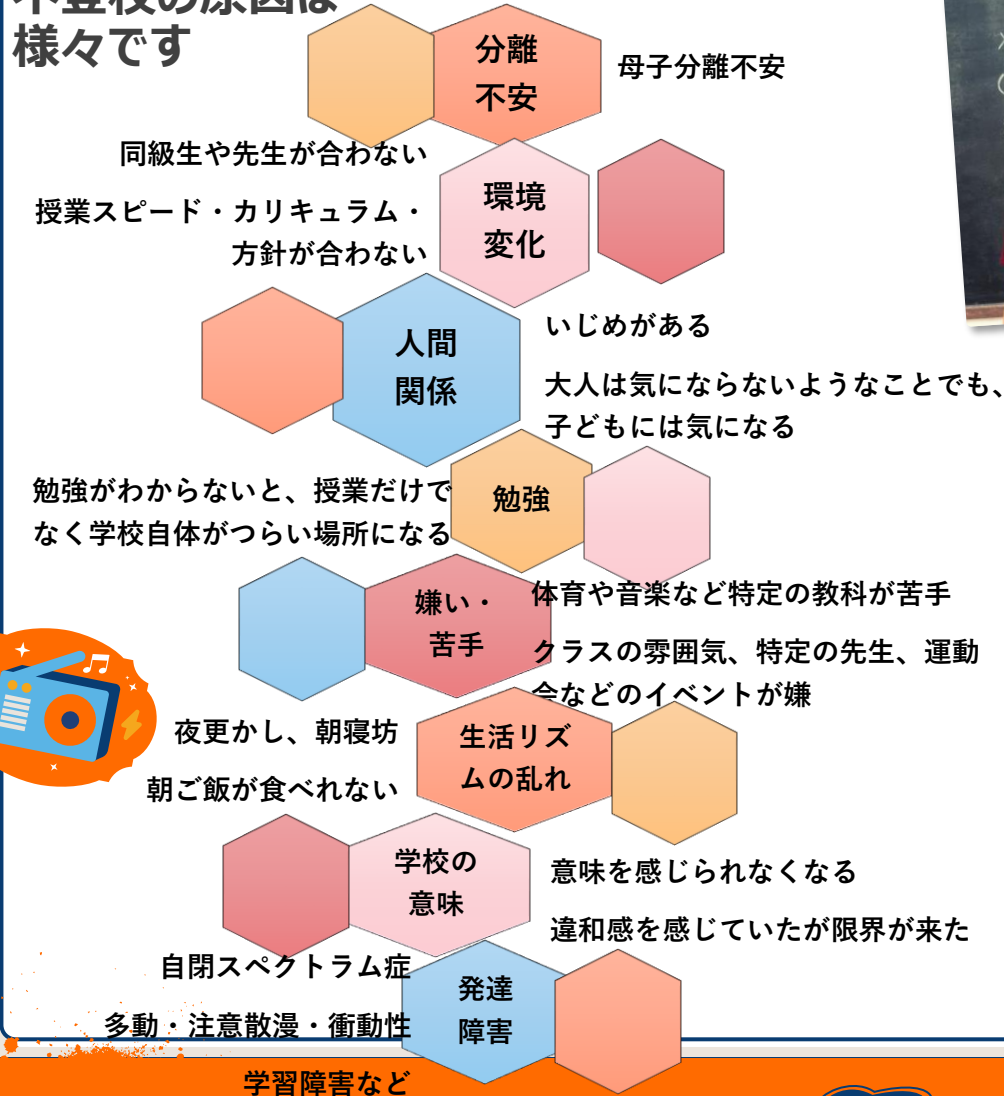 不登校の原因は
様々です
分離
不安
母子分離不安
同級生や先生が合わない
授業スピード・カリキュラム・
方針が合わない
環境
変化
人間
関係
いじめがある
大人は気にならないようなことでも、
子どもには気になる
勉強がわからないと、授業だけで
なく学校自体がつらい場所になる
勉強
嫌い・
苦手
体育や音楽など特定の教科が苦手
クラスの雰囲気、特定の先生、運動
会などのイベントが嫌
夜更かし、朝寝坊
朝ご飯が食べれない
生活リズ
ムの乱れ
学校の
意味
意味を感じられなくなる
違和感を感じていたが限界が来た
自閉スペクトラム症
多動・注意散漫・衝動性
学習障害など
発達
障害